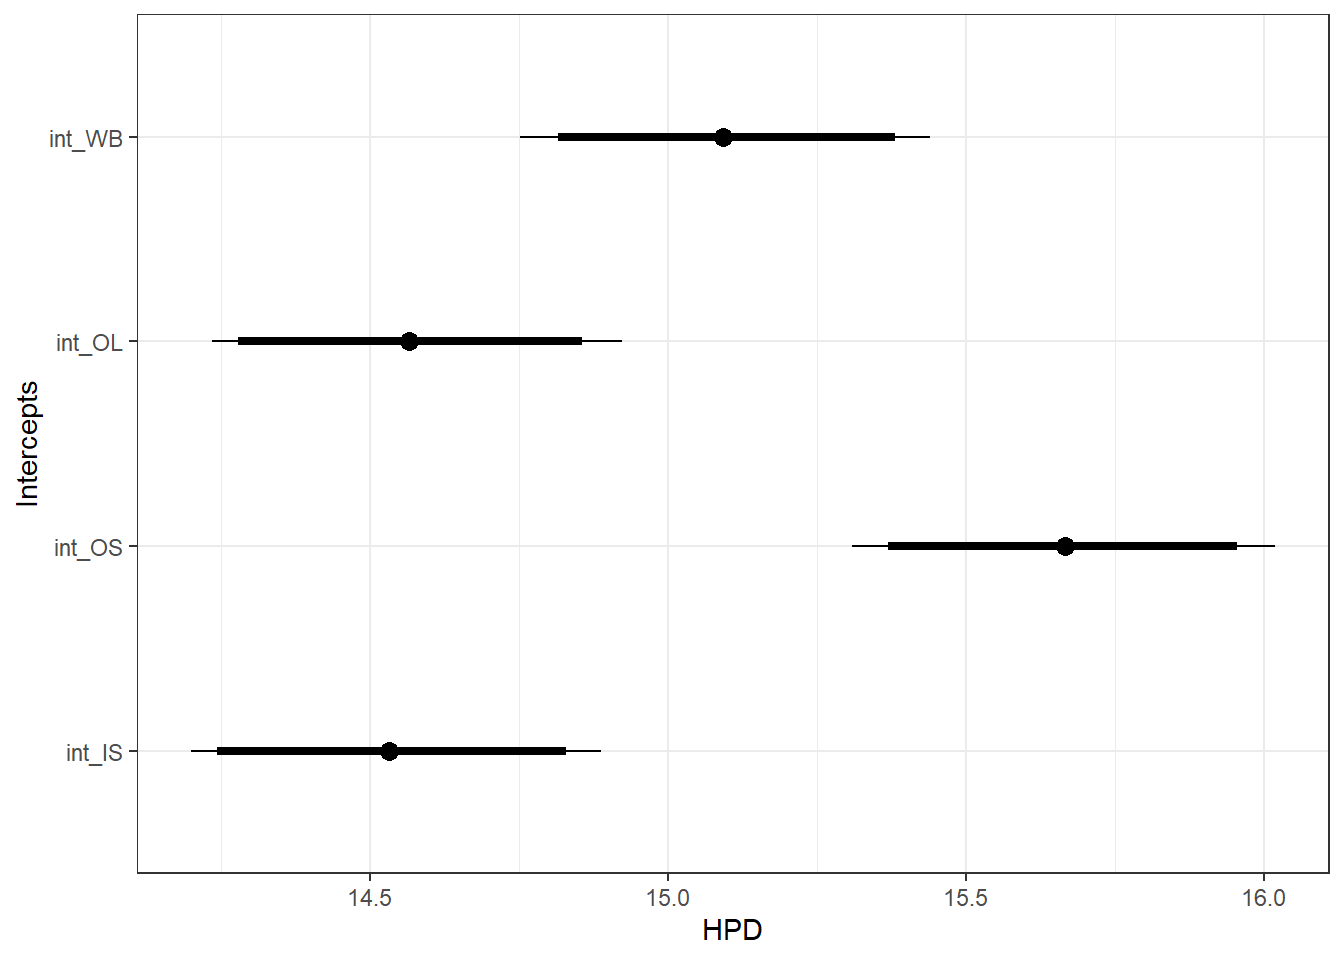 int_WB
int_OL
int_OS
int_IS
Intercepts
14.5 15.0 15.5 16.0
HPD